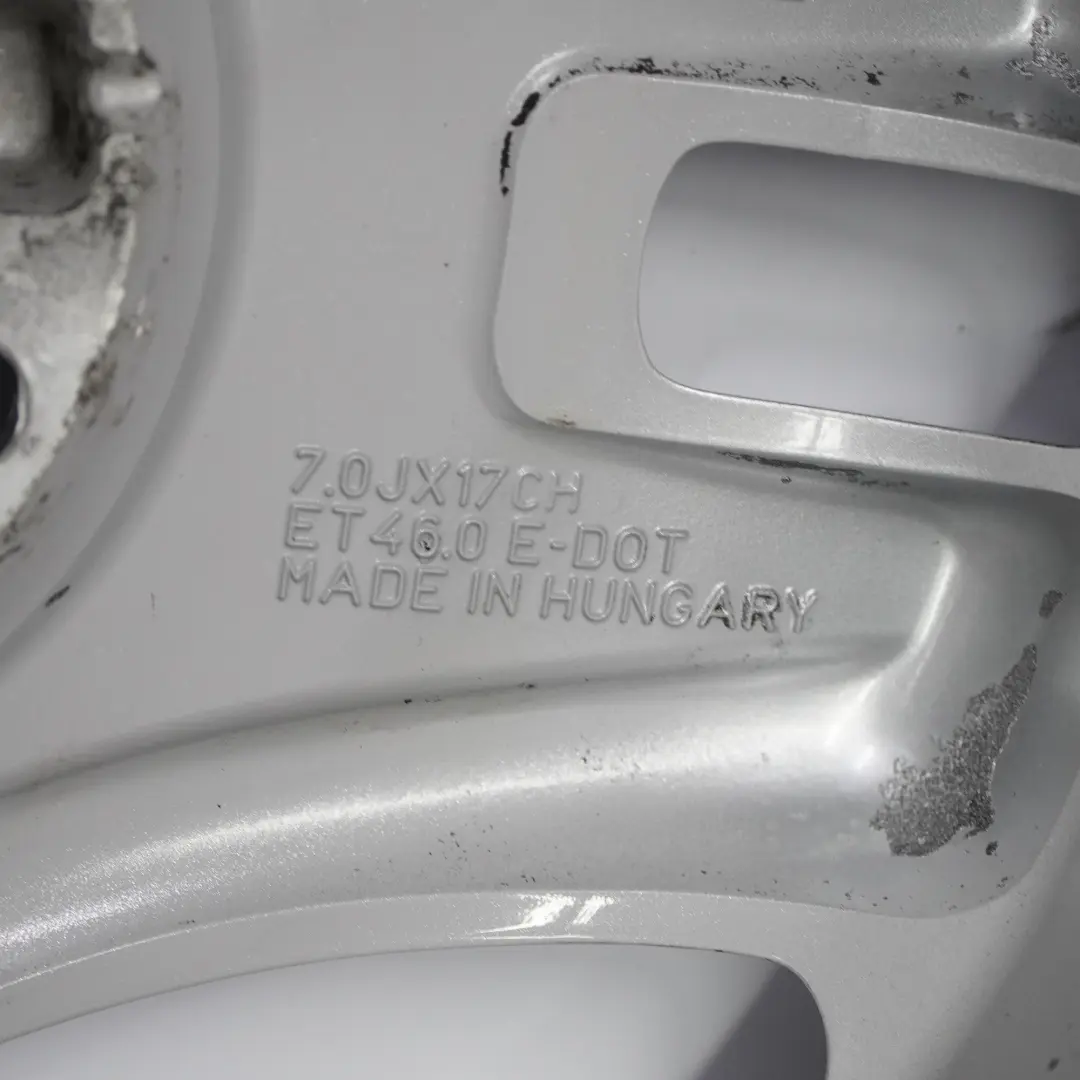 7.0JX17CH
ET46.0 E-DOT
MADE IN HUNGARY